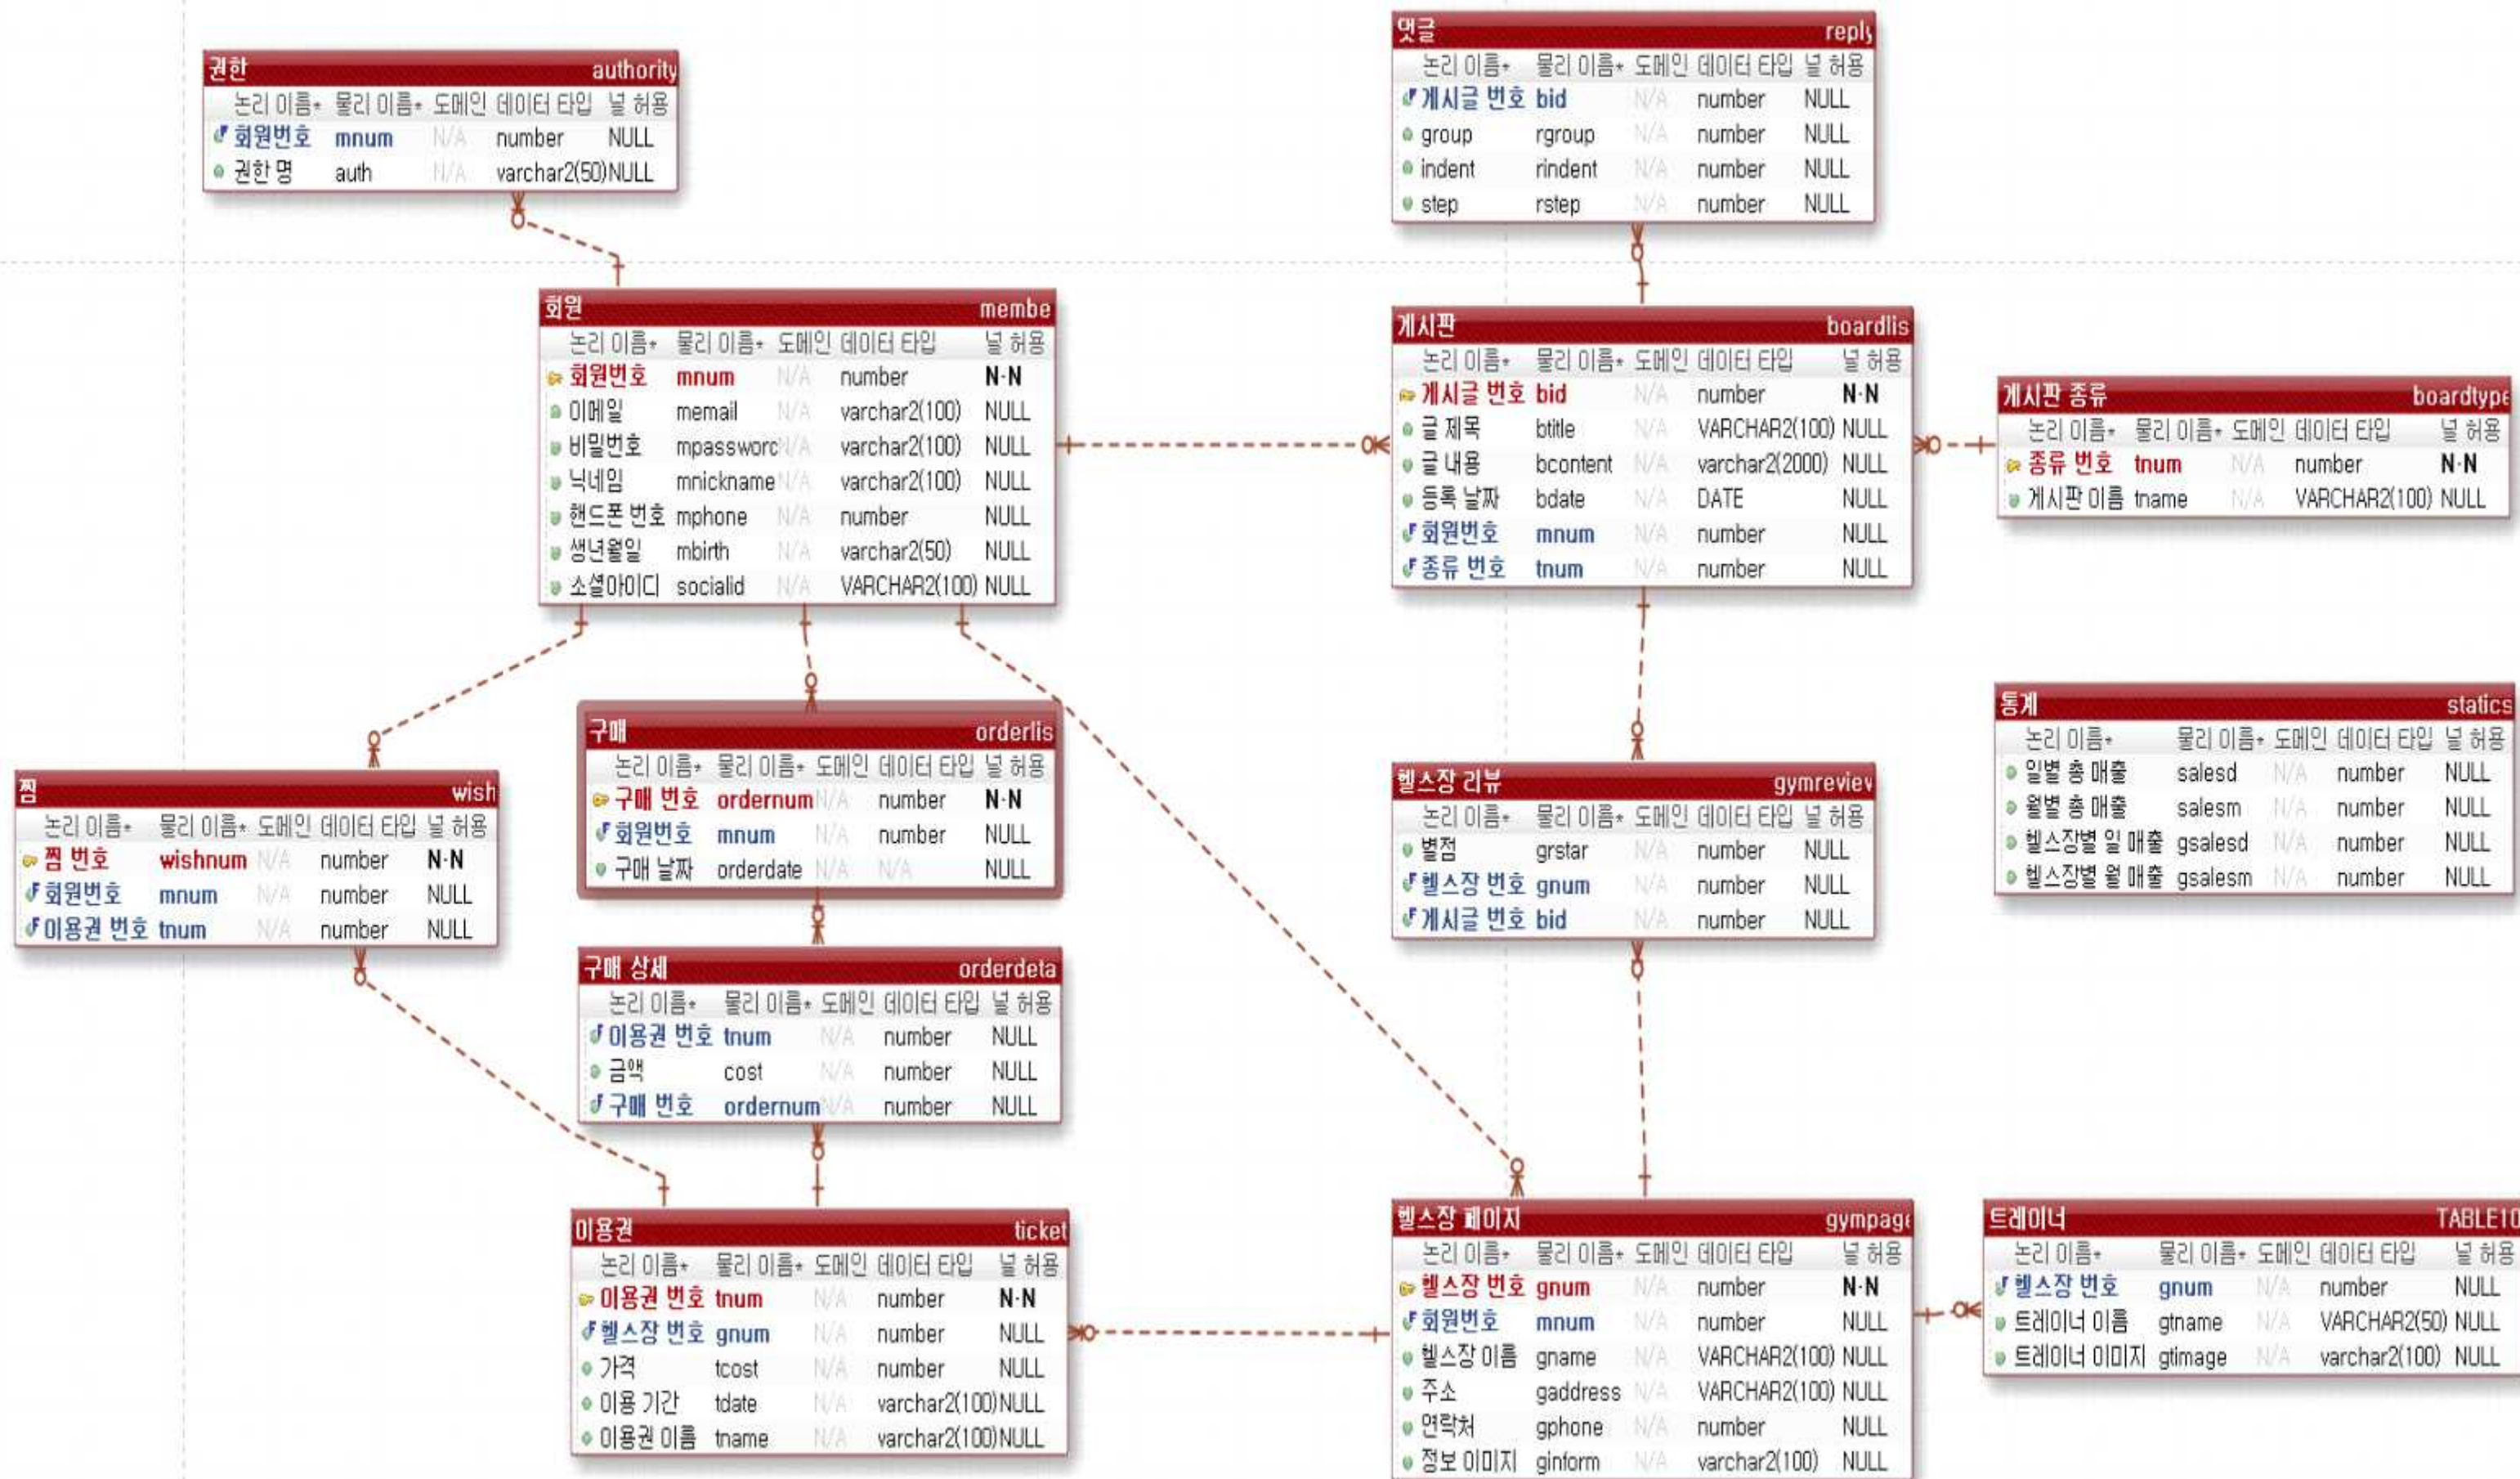 권한 authority
논리 이름* 물리 이름* 도메인 데이터 타입 널 허용
회원번호 mnum N/A number NULL
권한 명 auth N/A varchar2(50) NULL
댓글 reply
논리 이름* 물리 이름* 도메인 데이터 타입 널 허용
게시글 번호 bid N/A number NULL
group rgroup N/A number NULL
indent rindent N/A number NULL
step rstep N/A number NULL
회원 membe
논리 이름* 물리 이름* 도메인 데이터 타입 널 허용
회원번호 mnum N/A number N-N
이메일 memail N/A varchar2(100) NULL
비밀번호 mpassword N/A varchar2(100) NULL
닉네임 mnickname N/A varchar2(100) NULL
핸드폰 번호 mphone N/A number NULL
생년월일 mbirth N/A varchar2(50) NULL
소셜아이디 socialid N/A VARCHAR2(100) NULL
게시판 boardlis
논리 이름* 물리 이름* 도메인 데이터 타입 널 허용
게시글 번호 bid N/A number N-N
글 제목 btitle N/A VARCHAR2(100) NULL
글 내용 bcontent N/A varchar2(2000) NULL
등록 날짜 bdate N/A DATE NULL
회원번호 mnum N/A number NULL
종류 번호 tnum N/A number NULL
게시판 종류 boardtype
논리 이름* 물리 이름* 도메인 데이터 타입 널 허용
종류 번호 tnum N/A number N-N
게시판 이름 tname N/A VARCHAR2(100) NULL
찜 wish
논리 이름* 물리 이름* 도메인 데이터 타입 널 허용
찜 번호 wishnum N/A number N-N
회원번호 mnum N/A number NULL
이용권 번호 tnum N/A number NULL
구매 orderlis
논리 이름* 물리 이름* 도메인 데이터 타입 널 허용
구매 번호 ordernum N/A number N-N
회원번호 mnum N/A number NULL
구매 날짜 orderdate N/A N/A NULL
헬스장 리뷰 gymreview
논리 이름* 물리 이름* 도메인 데이터 타입 널 허용
별점 grstar N/A number NULL
헬스장 번호 gnum N/A number NULL
게시글 번호 bid N/A number NULL
통계 statics
논리 이름* 물리 이름* 도메인 데이터 타입 널 허용
일별 총 매출 salesd N/A number NULL
월별 총 매출 salesm N/A number NULL
헬스장별 일 매출 gsalesd N/A number NULL
헬스장별 월 매출 gsalesm N/A number NULL
구매 상세 orderdeta
논리 이름* 물리 이름* 도메인 데이터 타입 널 허용
이용권 번호 tnum N/A number NULL
금액 cost N/A number NULL
구매 번호 ordernum N/A number NULL
이용권 ticket
논리 이름* 물리 이름* 도메인 데이터 타입 널 허용
이용권 번호 tnum N/A number N-N
헬스장 번호 gnum N/A number NULL
가격 tcost N/A number NULL
이용 기간 tdate N/A varchar2(100) NULL
이용권 이름 tname N/A varchar2(100) NULL
헬스장 페이지 gympage
논리 이름* 물리 이름* 도메인 데이터 타입 널 허용
헬스장 번호 gnum N/A number N-N
회원번호 mnum N/A number NULL
헬스장 이름 gname N/A VARCHAR2(100) NULL
주소 gaddress N/A VARCHAR2(100) NULL
연락처 gphone N/A number NULL
정보 이미지 ginform N/A varchar2(100) NULL
트레이너 TABLE10
논리 이름* 물리 이름* 도메인 데이터 타입 널 허용
헬스장 번호 gnum N/A number NULL
트레이너 이름 gtname N/A VARCHAR2(50) NULL
트레이너 이미지 gtimage N/A varchar2(100) NULL